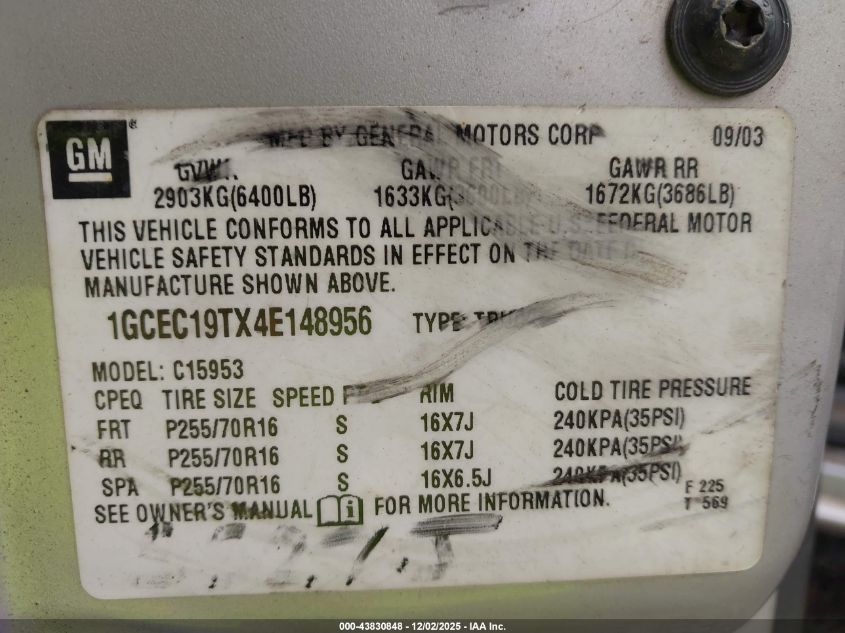 GM
MFD BY GENERAL MOTORS CORP 09/03
GVWR GAWR FRT GAWR RR
2903KG(6400LB) 1633KG(3600LB) 1672KG(3686LB)
THIS VEHICLE CONFORMS TO ALL APPLICABLE U.S. FEDERAL MOTOR
VEHICLE SAFETY STANDARDS IN EFFECT ON THE DATE
MANUFACTURE SHOWN ABOVE.
1GCEC19TX4E148956 TYPE:
MODEL: C15953
CPEQ TIRE SIZE SPEED RIM COLD TIRE PRESSURE
FRT P255/70R16 S 16X7J 240KPA(35PSI)
RR P255/70R16 S 16X7J 240KPA(35PSI)
SPA P255/70R16 S 16X6.5J 240KPA(35PSI)
SEE OWNER'S MANUAL FOR MORE INFORMATION.
F 225
T 569
000-43830848 - 12/02/2025 - IAA Inc.